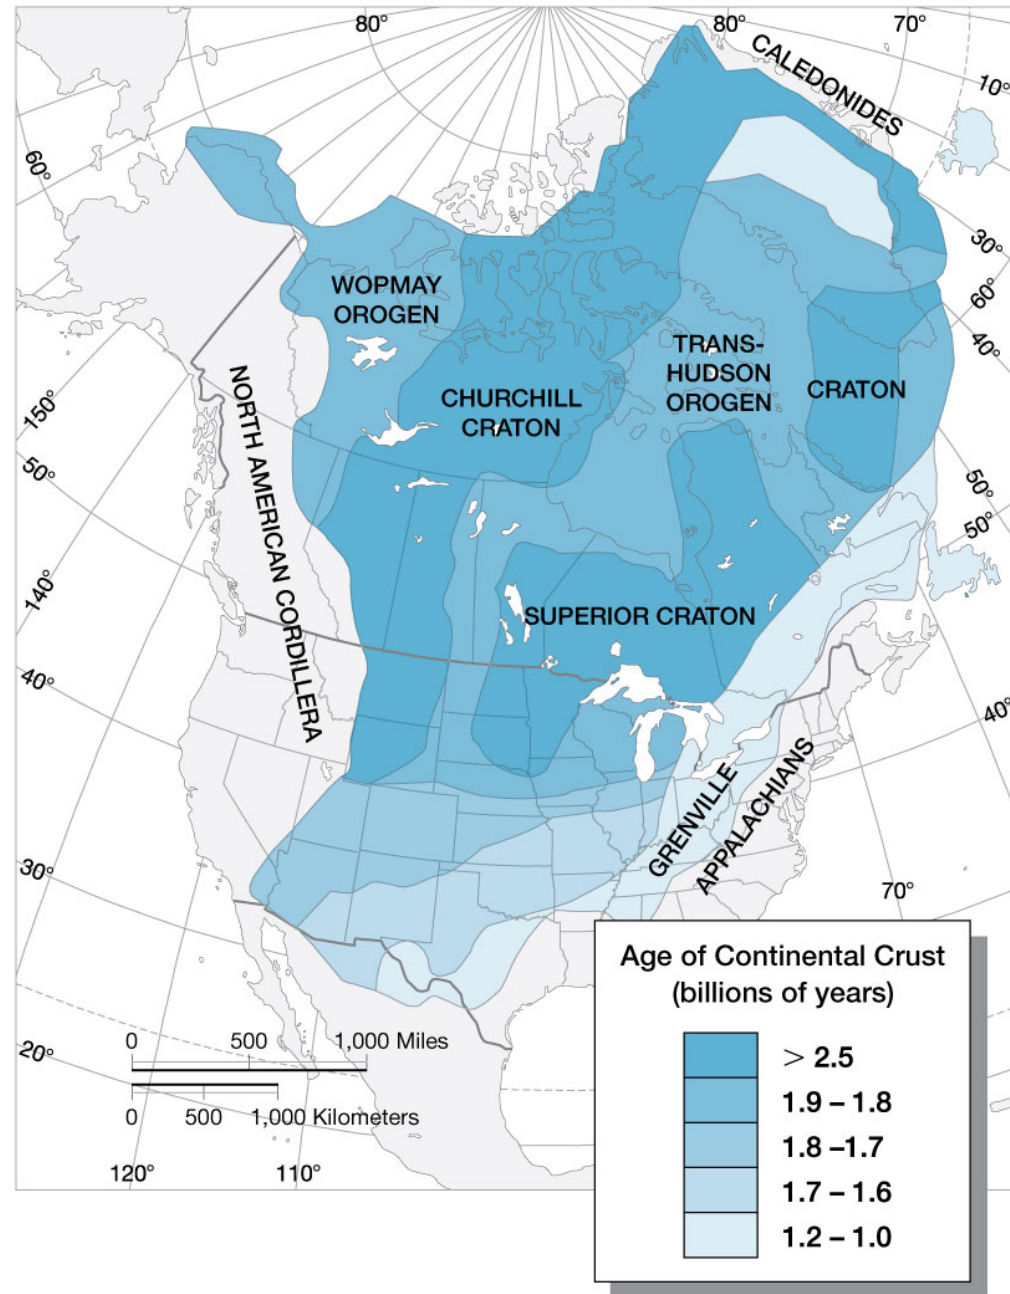 80°
80°
70°
10°
CALEDONIDES
60°
30°
60°
40°
WOPMAY
OROGEN
TRANS-
HUDSON
OROGEN
CRATON
CHURCHILL
CRATON
150°
50°
NORTH AMERICAN CORDILLERA
50°
50°
140°
SUPERIOR CRATON
40°
40°
GRENVILLE
APPALACHIANS
30°
70°
20°
0 500 1,000 Miles
0 500 1,000 Kilometers
120°
110°
Age of Continental Crust
(billions of years)
> 2.5
1.9 – 1.8
1.8 –1.7
1.7 – 1.6
1.2 – 1.0